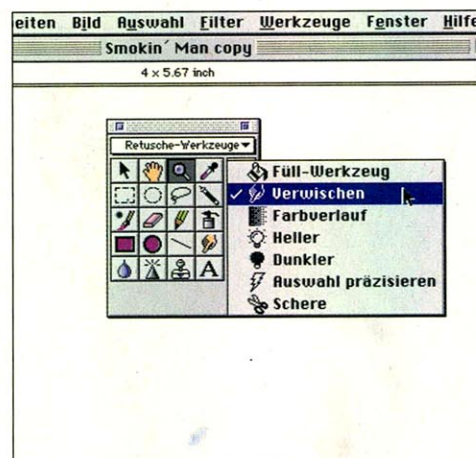 eiten Bild Auswahl Filter Werkzeuge Fenster Hilfe
Smokin´ Man copy
4 x 5.67 inch
Retusche-Werkzeuge
Füll-Werkzeug
Verwischen
Farbverlauf
Heller
Dunkler
Auswahl präzisieren
Schere
A